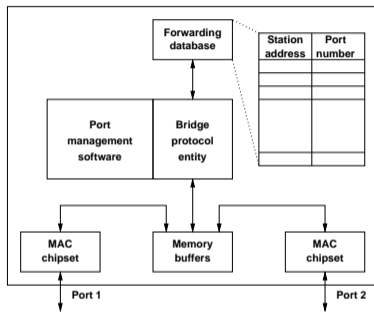 Forwarding
database
Station
address
Port
number
Port
management
software
Bridge
protocol
entity
MAC
chipset
Memory
buffers
MAC
chipset
Port 1
Port 2